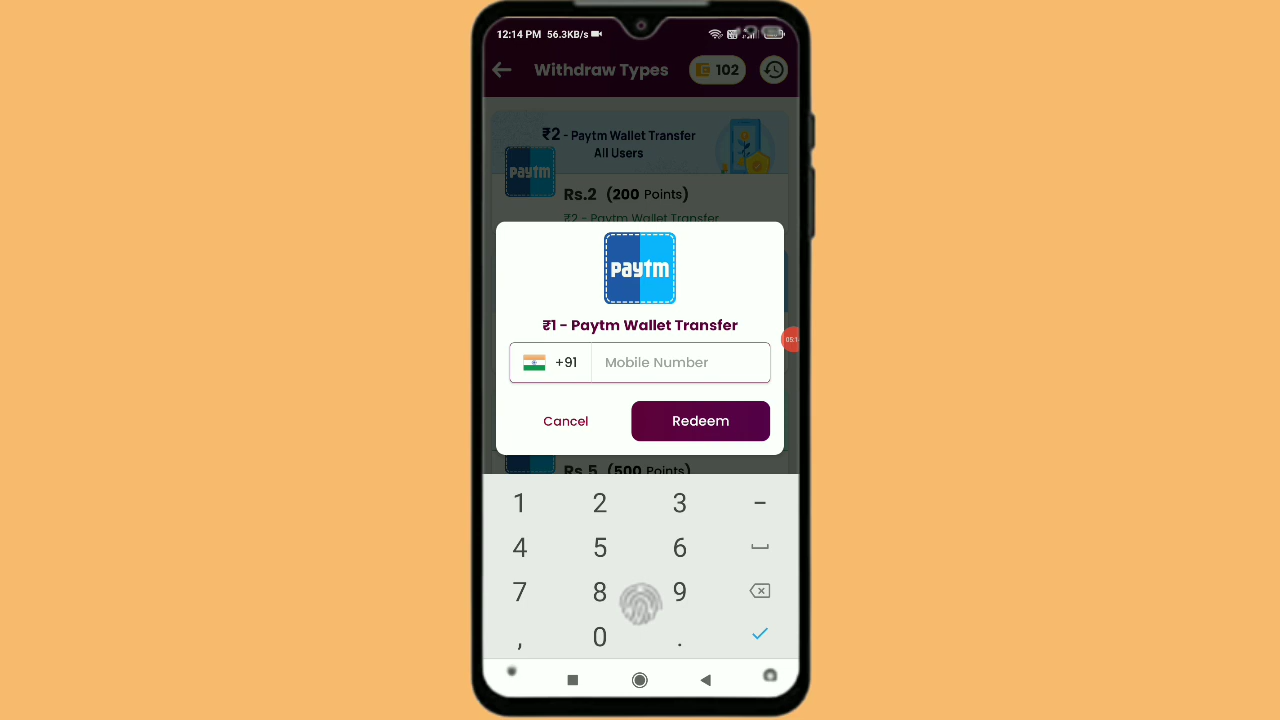 12:14 PM 56.3KB/s
Withdraw Types 102
₹2 - Paytm Wallet Transfer
All Users
paytm
Rs.2 (200 Points)
₹2 - Paytm Wallet Transfer
paytm
₹1 - Paytm Wallet Transfer
+91 Mobile Number
Cancel Redeem
Rs.5 (500 Points)
1 2 3 -
4 5 6
7 8 9
, 0 .